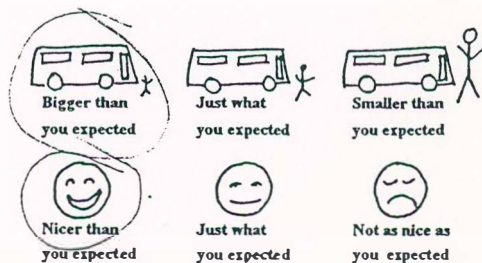 Bigger than
you expected
Just what
you expected
Smaller than
you expected
Nicer than
you expected
Just what
you expected
Not as nice as
you expected